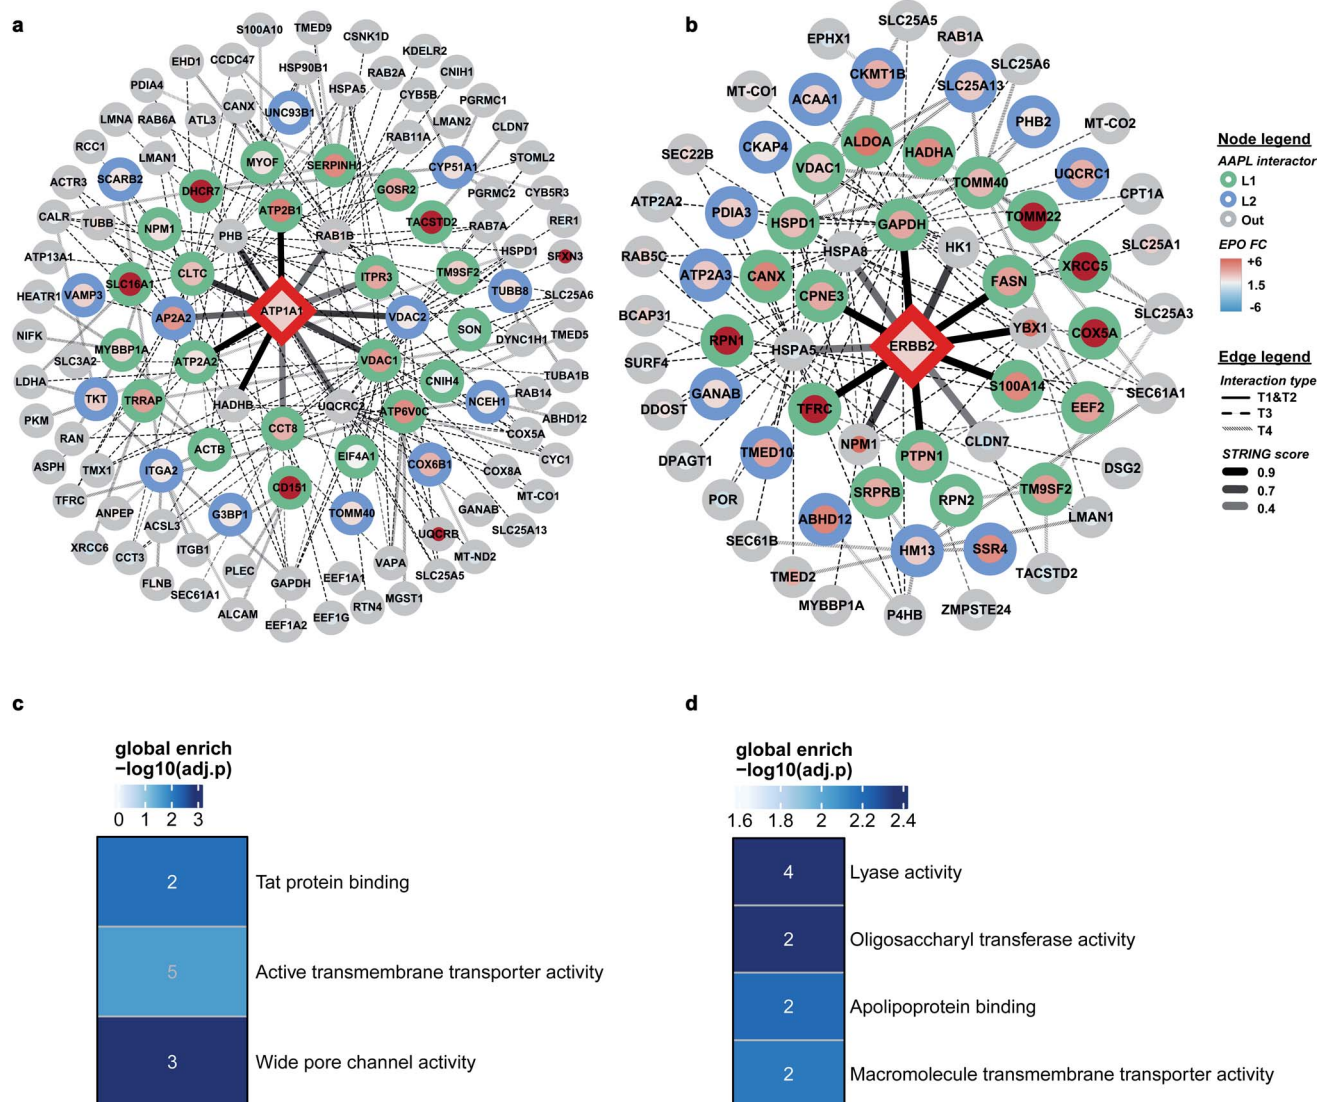 a
S100A10
TMED9
CSNK1D
EHD1
CCDC47
HSP90B1
KDELR2
PDIA4
CANX
HSPA5
RAB2A
CNIH1
UNC93B1
CYB5B
PGRMC1
LMNA
RAB6A
ATL3
LMAN2
CLDN7
RCC1
LMAN1
MYOF
SERPINH1
RAB11A
STOML2
SCARB2
CYP51A1
ACTR3
DHCR7
GOSR2
PGRMC2
CYB5R3
CALR
TUBB
NPM1
PHB
ATP2B1
RAB1B
TACSTD2
RAB7A
RER1
ATP13A1
CLTC
ITPR3
TM9SF2
HSPD1
SFXN3
HEATR1
VAMP3
SLC16A1
TUBB8
SLC25A6
NIFK
AP2A2
ATP1A1
VDAC2
SON
DYNC1H1
TMED5
SLC3A2
MYBBP1A
ATP2A2
VDAC1
CNIH4
TUBA1B
LDHA
TKT
TRRAP
HADHB
UQCRC2
ATP6V0C
NCEH1
RAB14
ABHD12
PKM
RAN
CCT8
COX5A
CYC1
ASPH
TMX1
ITGA2
ACTB
EIF4A1
COX6B1
COX8A
TFRC
ANPEP
CD151
MT-CO1
XRCC6
ACSL3
G3BP1
TOMM40
GANAB
SLC25A13
CCT3
ITGB1
UQCRB
MT-ND2
FLNB
SEC61A1
PLEC
GAPDH
EEF1A1
VAPA
SLC25A5
ALCAM
EEF1A2
EEF1G
RTN4
MGST1
b
SLC25A5
EPHX1
RAB1A
SLC25A6
MT-CO1
CKMT1B
SLC25A13
ACAA1
PHB2
MT-CO2
CKAP4
ALDOA
HADHA
SEC22B
VDAC1
TOMM40
UQCRC1
CPT1A
ATP2A2
PDIA3
HSPD1
GAPDH
TOMM22
HSPA8
HK1
SLC25A1
RAB5C
ATP2A3
CANX
CPNE3
FASN
XRCC5
BCAP31
SLC25A3
YBX1
COX5A
RPN1
HSPA5
ERBB2
SURF4
GANAB
S100A14
SEC61A1
DDOST
TFRC
EEF2
NPM1
CLDN7
DPAGT1
TMED10
PTPN1
DSG2
SRPRB
RPN2
TM9SF2
POR
ABHD12
LMAN1
SEC61B
HM13
SSR4
TMED2
TACSTD2
MYBBP1A
P4HB
ZMPSTE24
Node legend
AAPL interactor
L1
L2
Out
EPO FC
+6
1.5
-6
Edge legend
Interaction type
T1&T2
T3
T4
STRING score
0.9
0.7
0.4
c
global enrich
−log10(adj.p)
0 1 2 3
2 Tat protein binding
5 Active transmembrane transporter activity
3 Wide pore channel activity
d
global enrich
−log10(adj.p)
1.6 1.8 2 2.2 2.4
4 Lyase activity
2 Oligosaccharyl transferase activity
2 Apolipoprotein binding
2 Macromolecule transmembrane transporter activity